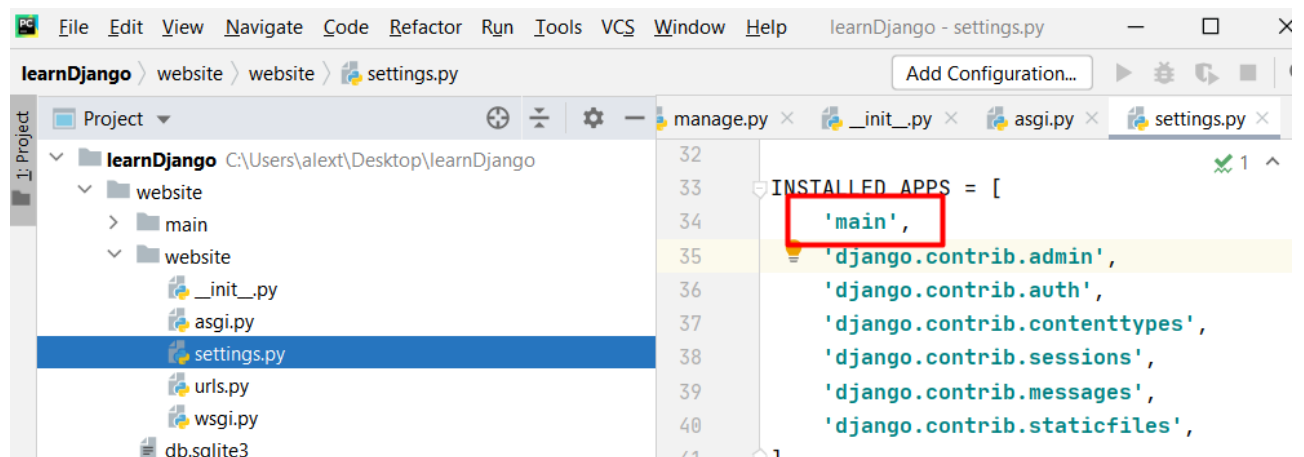 PC File Edit View Navigate Code Refactor Run Tools VCS Window Help learnDjango - settings.py
learnDjango website website settings.py Add Configuration...
1: Project
Project
manage.py __init__.py asgi.py settings.py
learnDjango C:\Users\alext\Desktop\learnDjango
website
main
website
__init__.py
asgi.py
settings.py
urls.py
wsgi.py
db.sqlite3
1
32
33 INSTALLED_APPS = [
34 'main',
35 'django.contrib.admin',
36 'django.contrib.auth',
37 'django.contrib.contenttypes',
38 'django.contrib.sessions',
39 'django.contrib.messages',
40 'django.contrib.staticfiles',
41 ]